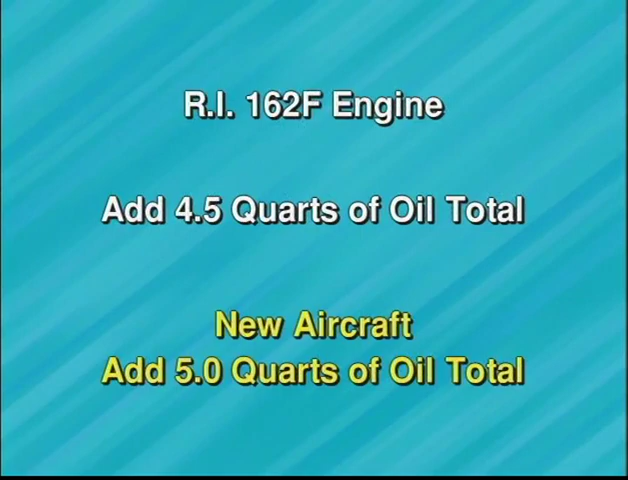 R.I. 162F Engine
Add 4.5 Quarts of Oil Total
New Aircraft
Add 5.0 Quarts of Oil Total